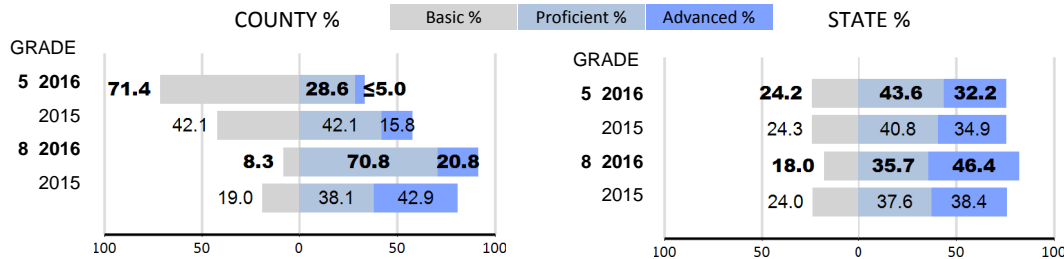 COUNTY % Basic % Proficient % Advanced % STATE %
GRADE
5 2016 71.4 28.6 ≤5.0
2015 42.1 42.1 15.8
8 2016 8.3 70.8 20.8
2015 19.0 38.1 42.9
100 50 0 50 100
GRADE
5 2016 24.2 43.6 32.2
2015 24.3 40.8 34.9
8 2016 18.0 35.7 46.4
2015 24.0 37.6 38.4
100 50 0 50 100